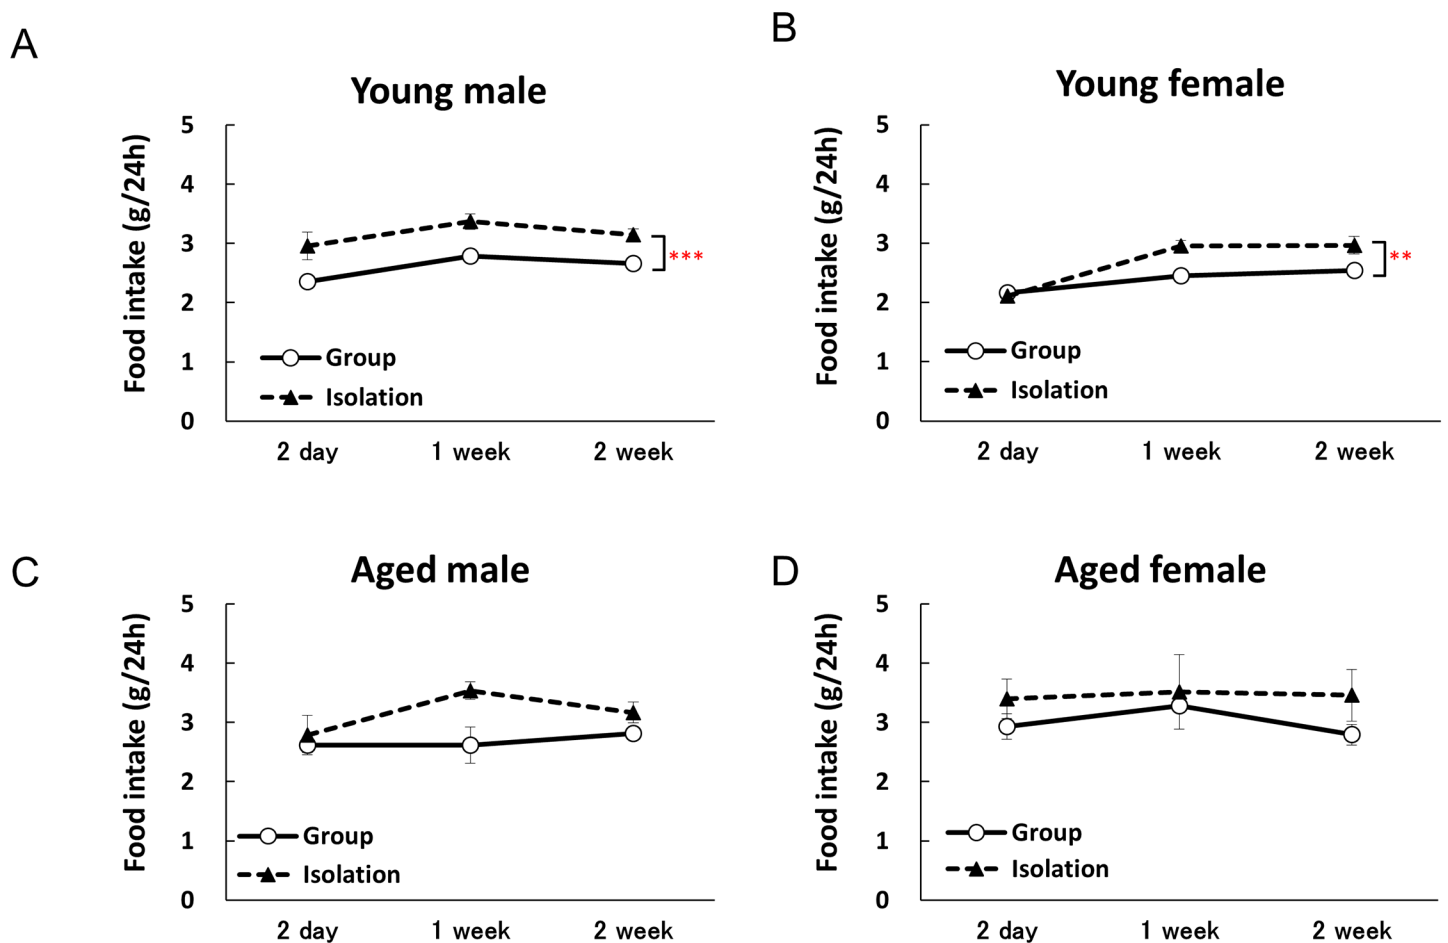 A
Young male
Food intake (g/24h)
5
4
3
2
1
0
***
Group
Isolation
2 day
1 week
2 week
B
Young female
Food intake (g/24h)
5
4
3
2
1
0
**
Group
Isolation
2 day
1 week
2 week
C
Aged male
Food intake (g/24h)
5
4
3
2
1
0
Group
Isolation
2 day
1 week
2 week
D
Aged female
Food intake (g/24h)
5
4
3
2
1
0
Group
Isolation
2 day
1 week
2 week